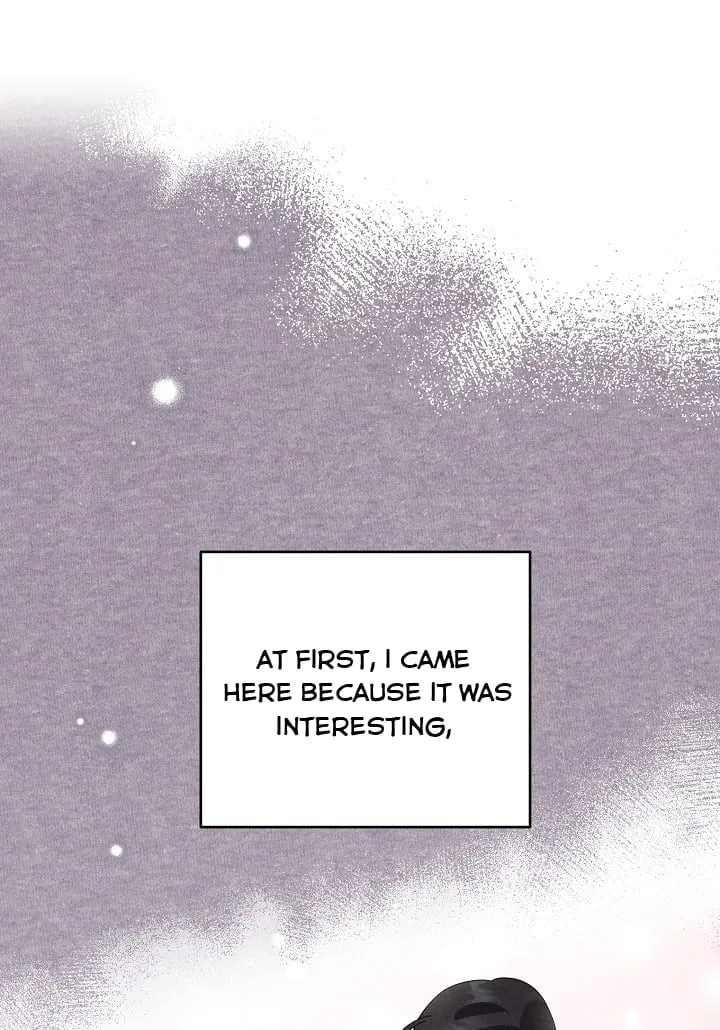 AT FIRST, I CAME
HERE BECAUSE IT WAS
INTERESTING,